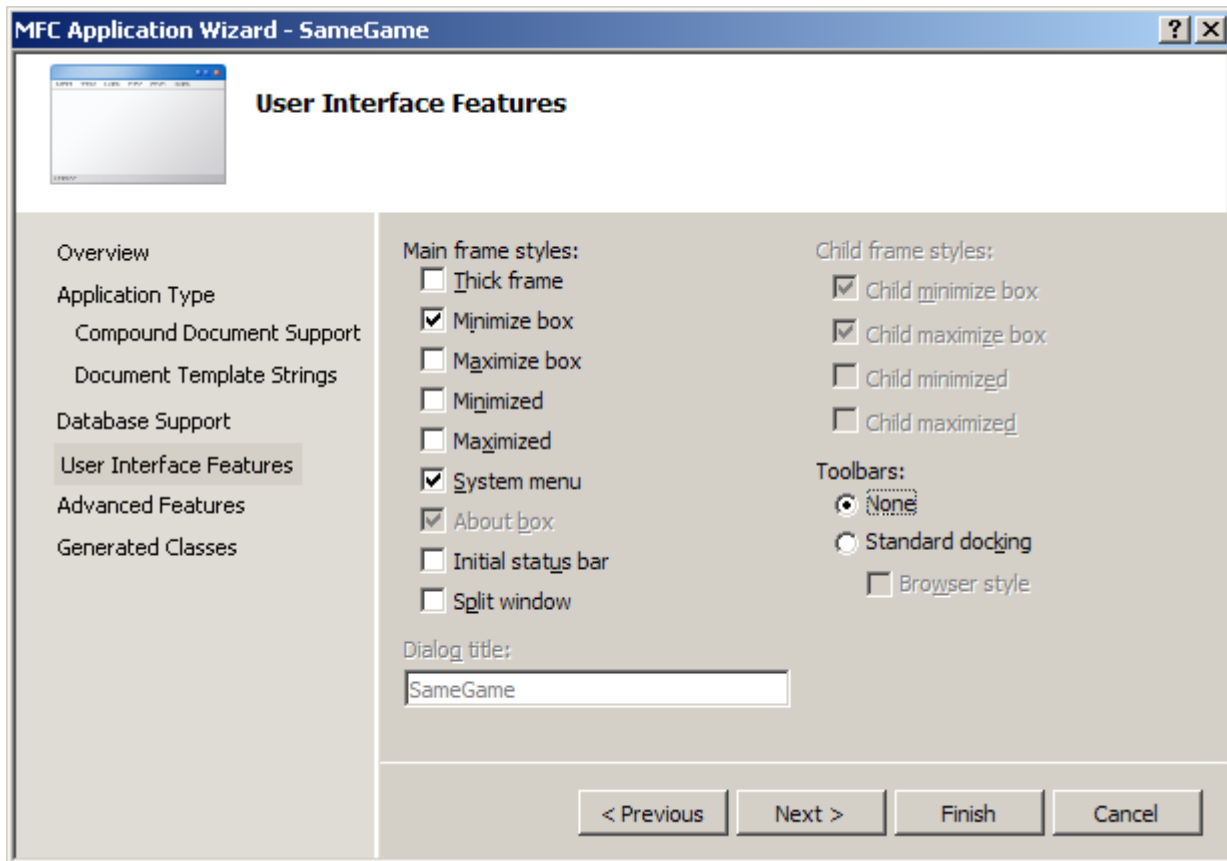 MFC Application Wizard - SameGame
User Interface Features
Overview
Application Type
Compound Document Support
Document Template Strings
Database Support
User Interface Features
Advanced Features
Generated Classes
Main frame styles:
Thick frame
Minimize box
Maximize box
Minimized
Maximized
System menu
About box
Initial status bar
Split window
Dialog title:
SameGame
Child frame styles:
Child minimize box
Child maximize box
Child minimized
Child maximized
Toolbars:
None
Standard docking
Browser style
< Previous
Next >
Finish
Cancel